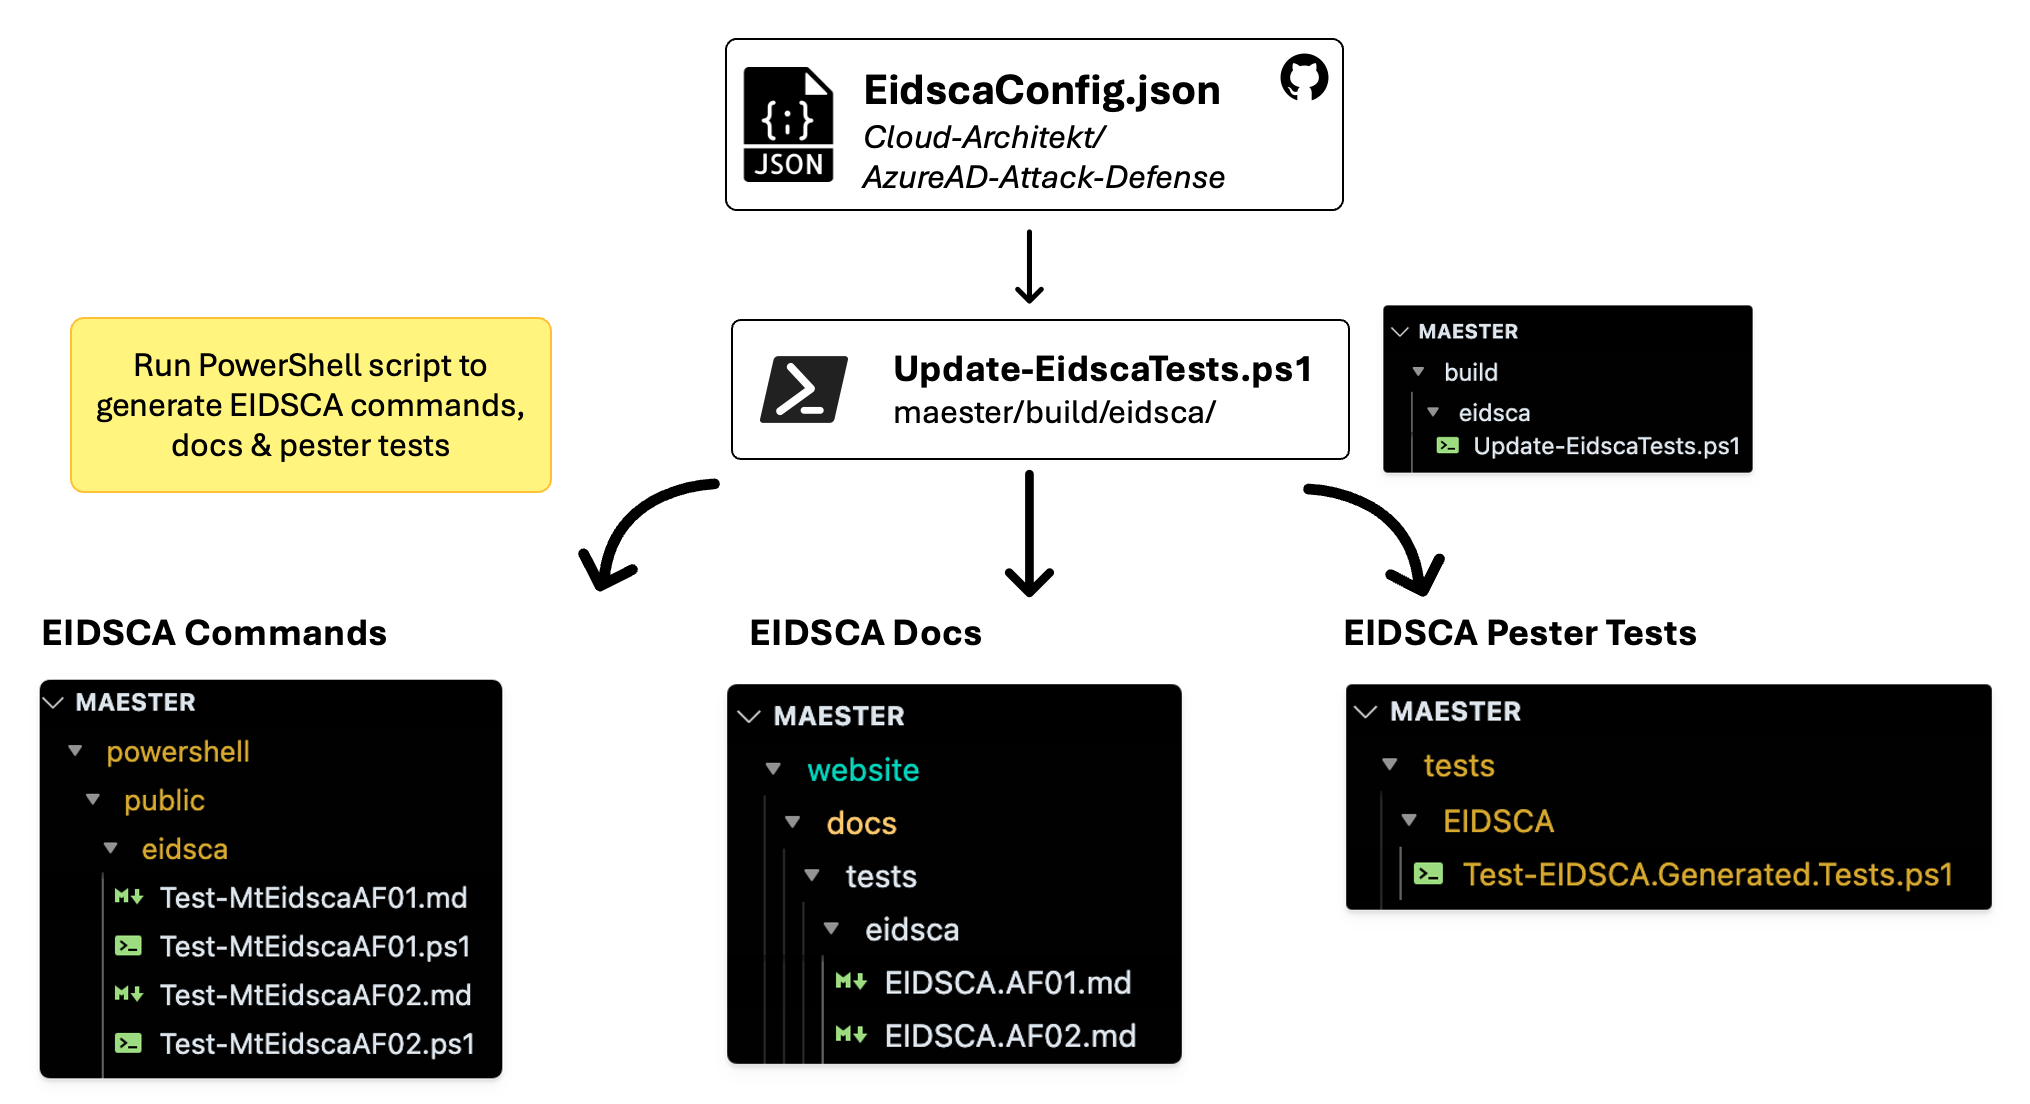 {;}
JSON
EidscaConfig.json
Cloud-Architekt/
AzureAD-Attack-Defense
Run PowerShell script to
generate EIDSCA commands,
docs & pester tests
Update-EidscaTests.ps1
maester/build/eidsca/
MAESTER
build
eidsca
Update-EidscaTests.ps1
EIDSCA Commands
MAESTER
powershell
public
eidsca
Test-MtEidscaAF01.md
Test-MtEidscaAF01.ps1
Test-MtEidscaAF02.md
Test-MtEidscaAF02.ps1
EIDSCA Docs
MAESTER
website
docs
tests
eidsca
EIDSCA.AF01.md
EIDSCA.AF02.md
EIDSCA Pester Tests
MAESTER
tests
EIDSCA
Test-EIDSCA.Generated.Tests.ps1